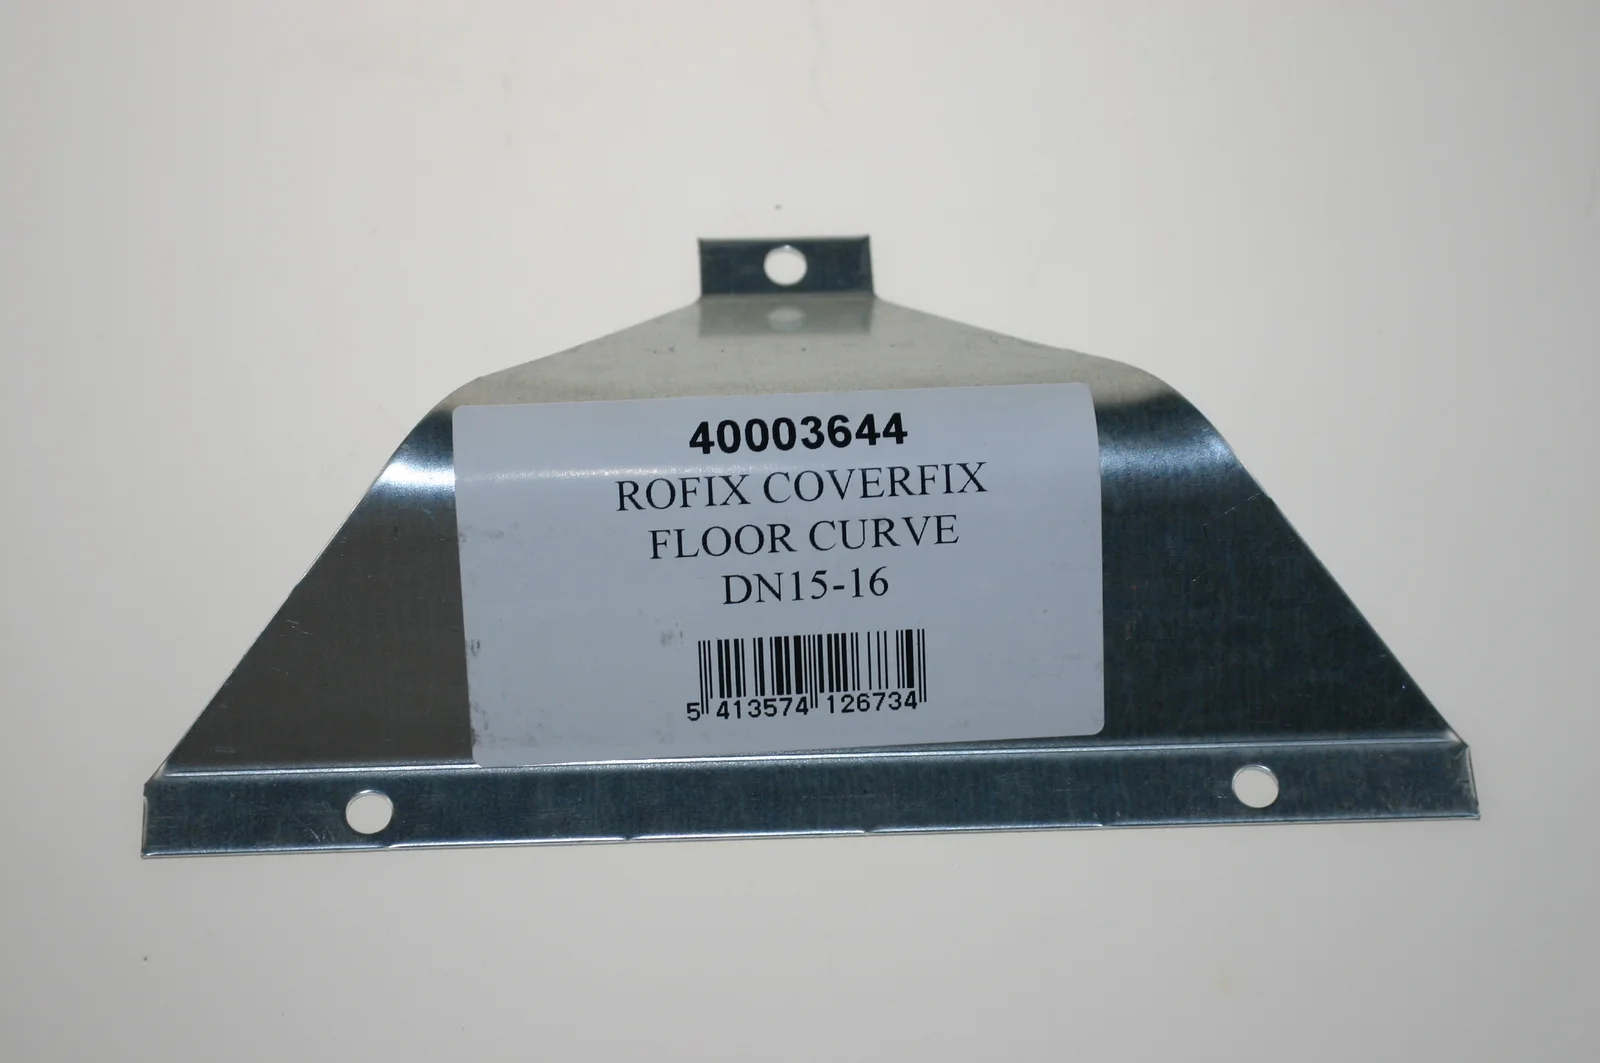 40003644
ROFIX COVERFIX
FLOOR CURVE
DN15-16
5 413574 126734